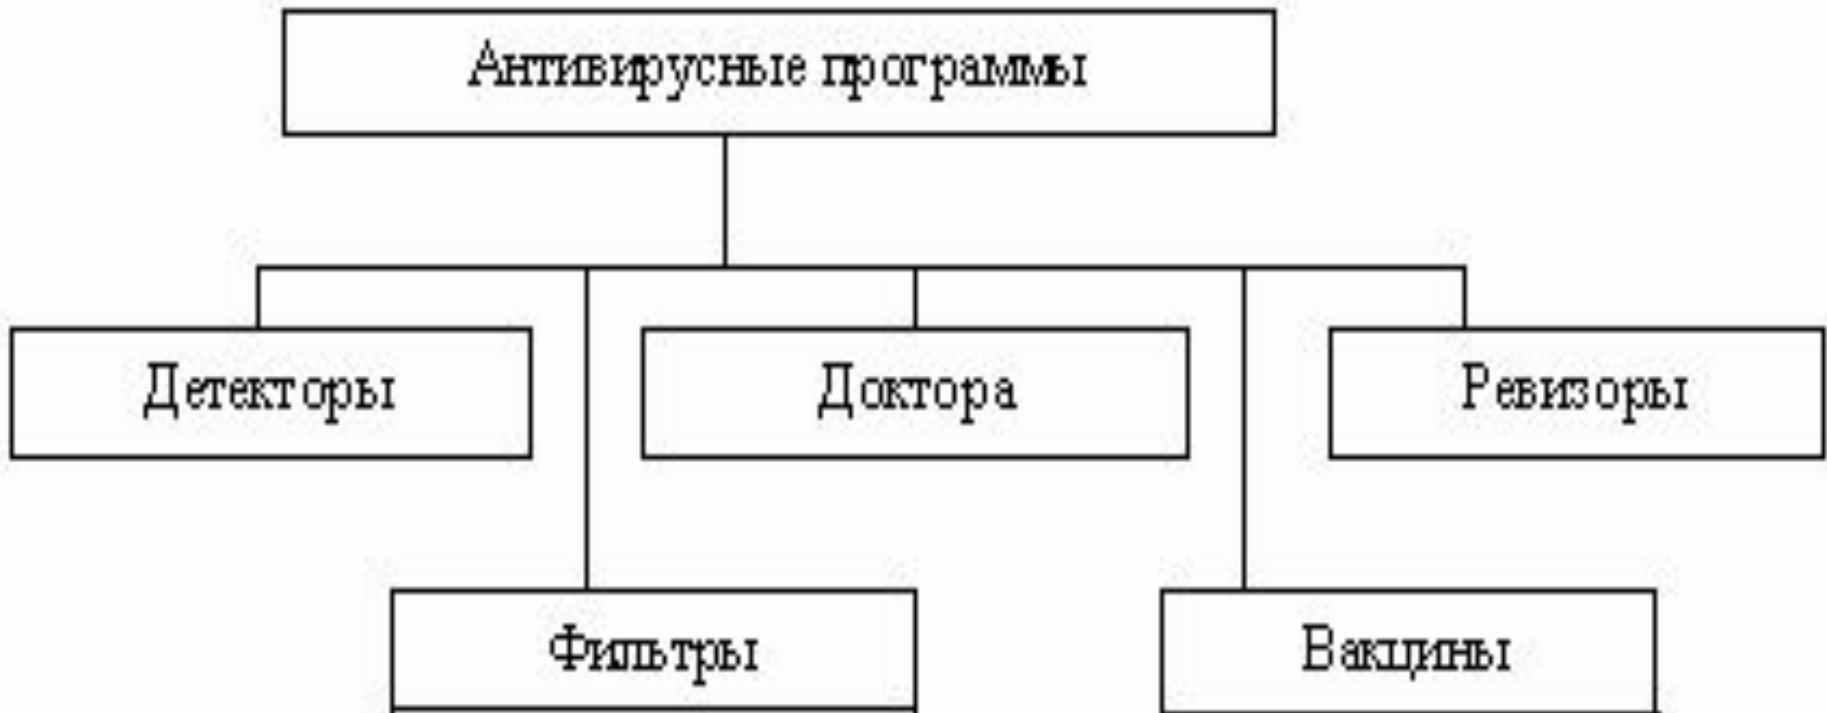 Антивирусные программы
Детекторы
Доктора
Ревизоры
Фильтры
Вакцины